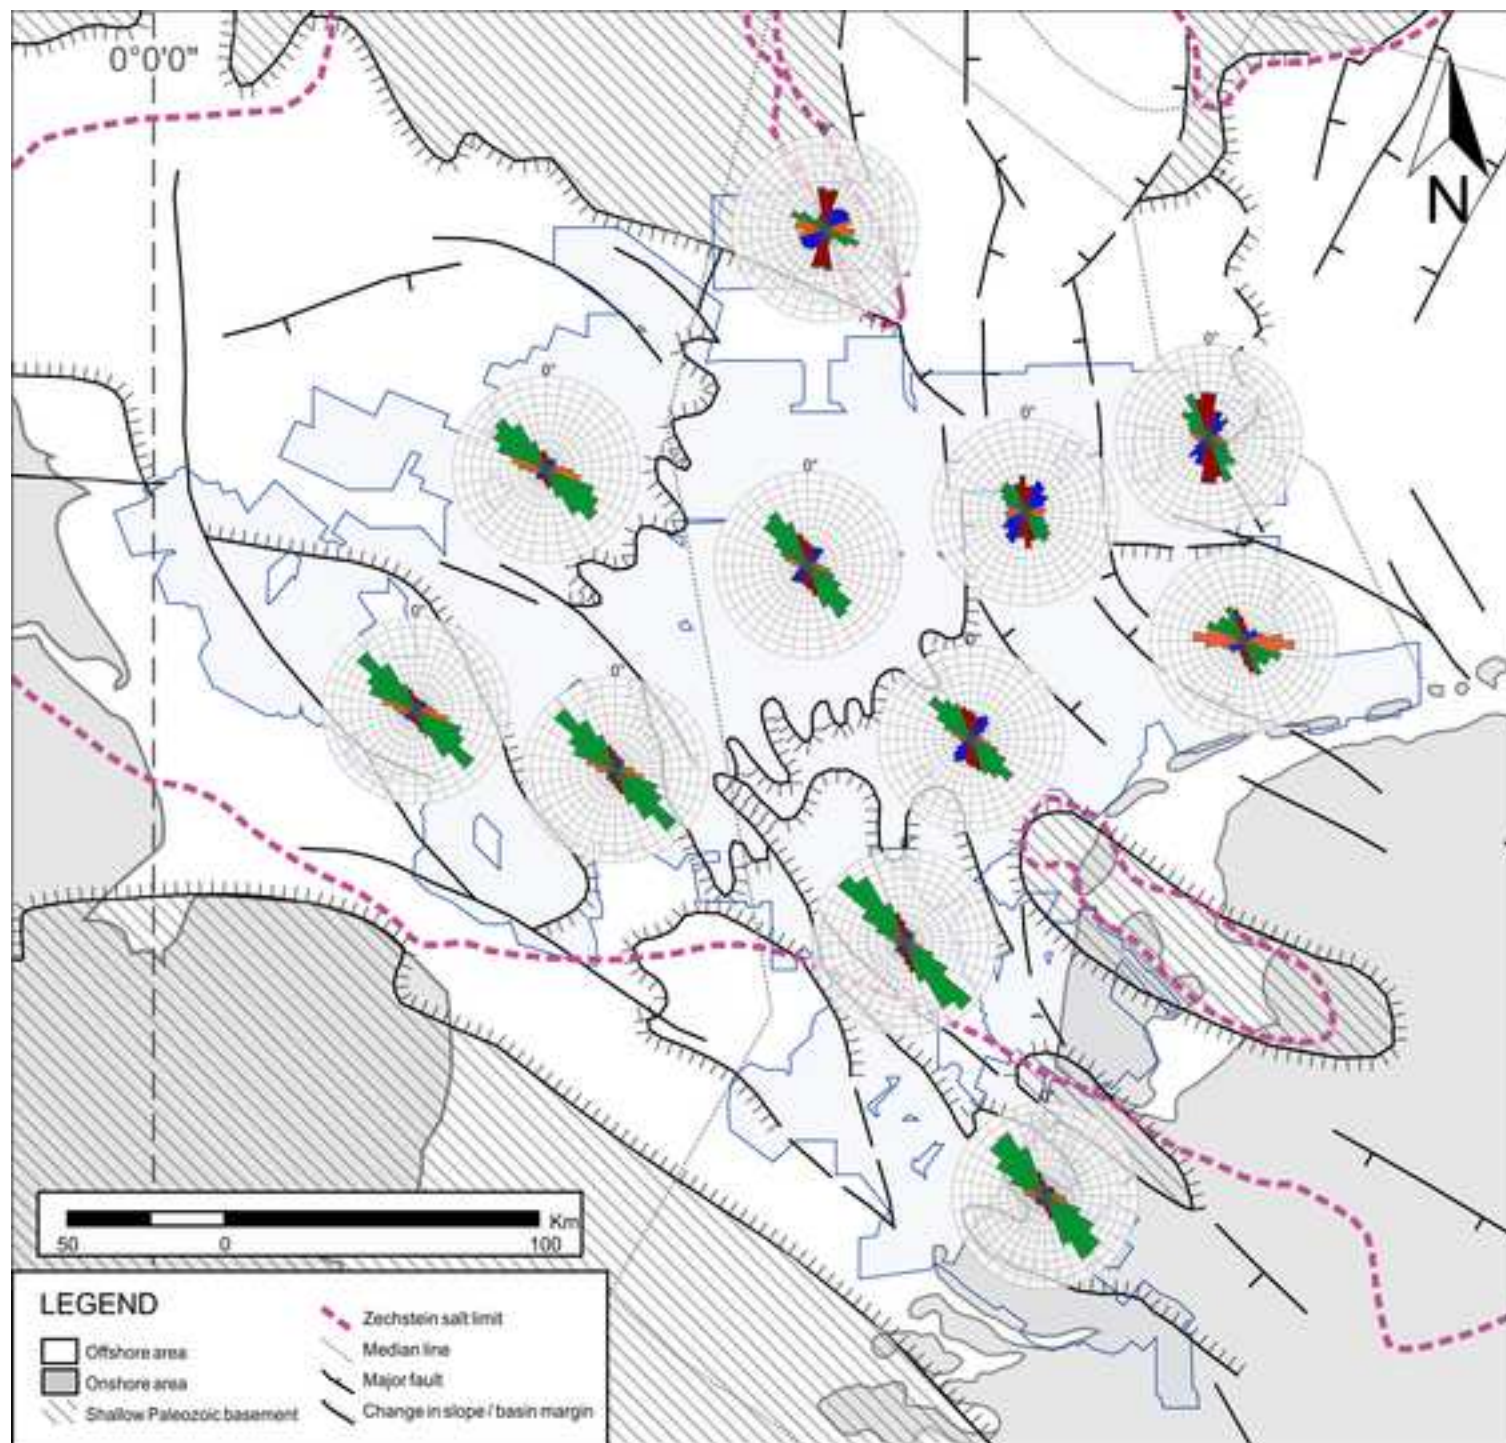 0°0'0"
N
0°
0°
0°
0°
0°
0°
0°
0°
Km
50 0 100
LEGEND
Offshore area
Onshore area
Shallow Paleozoic basement
Zechstein salt limit
Median line
Major fault
Change in slope / basin margin